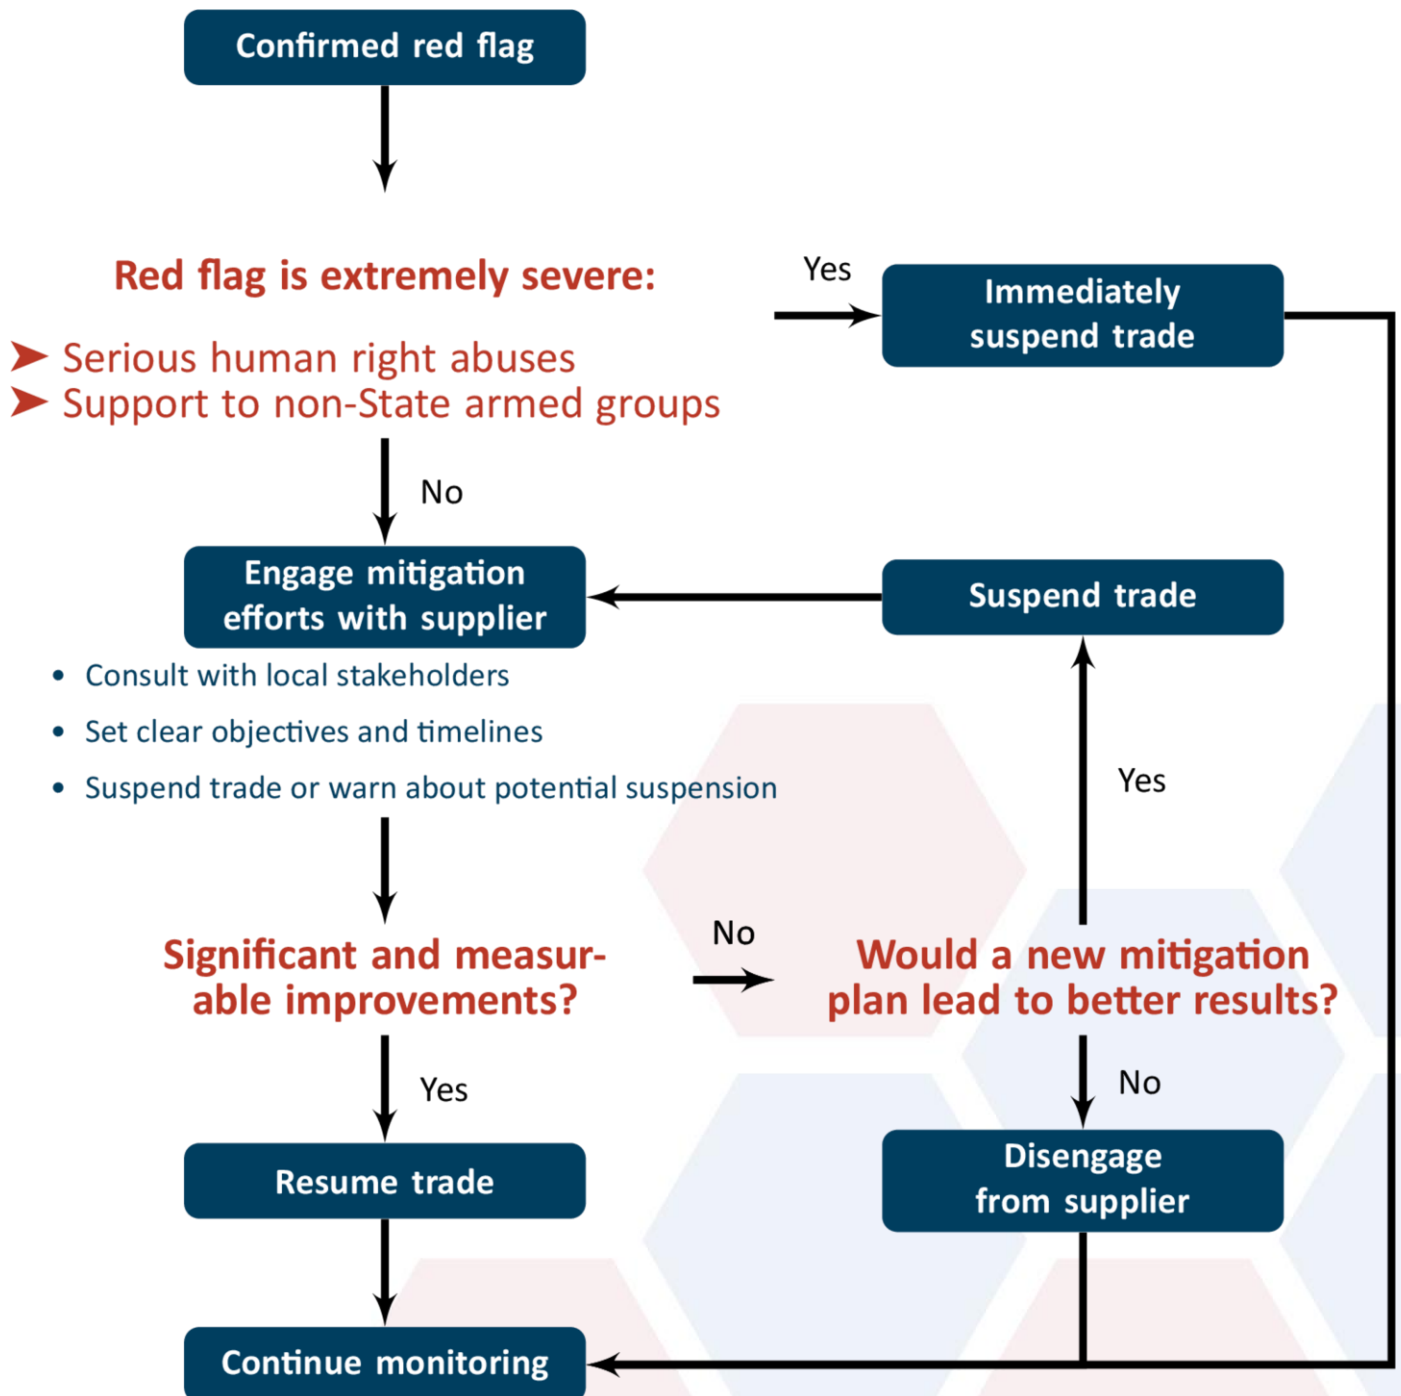 Confirmed red flag
Red flag is extremely severe:
➤ Serious human right abuses
➤ Support to non-State armed groups
Yes
Immediately
suspend trade
No
Engage mitigation
efforts with supplier
Suspend trade
• Consult with local stakeholders
• Set clear objectives and timelines
• Suspend trade or warn about potential suspension
Yes
Significant and measur-
able improvements?
No
Would a new mitigation
plan lead to better results?
Yes
No
Resume trade
Disengage
from supplier
Continue monitoring